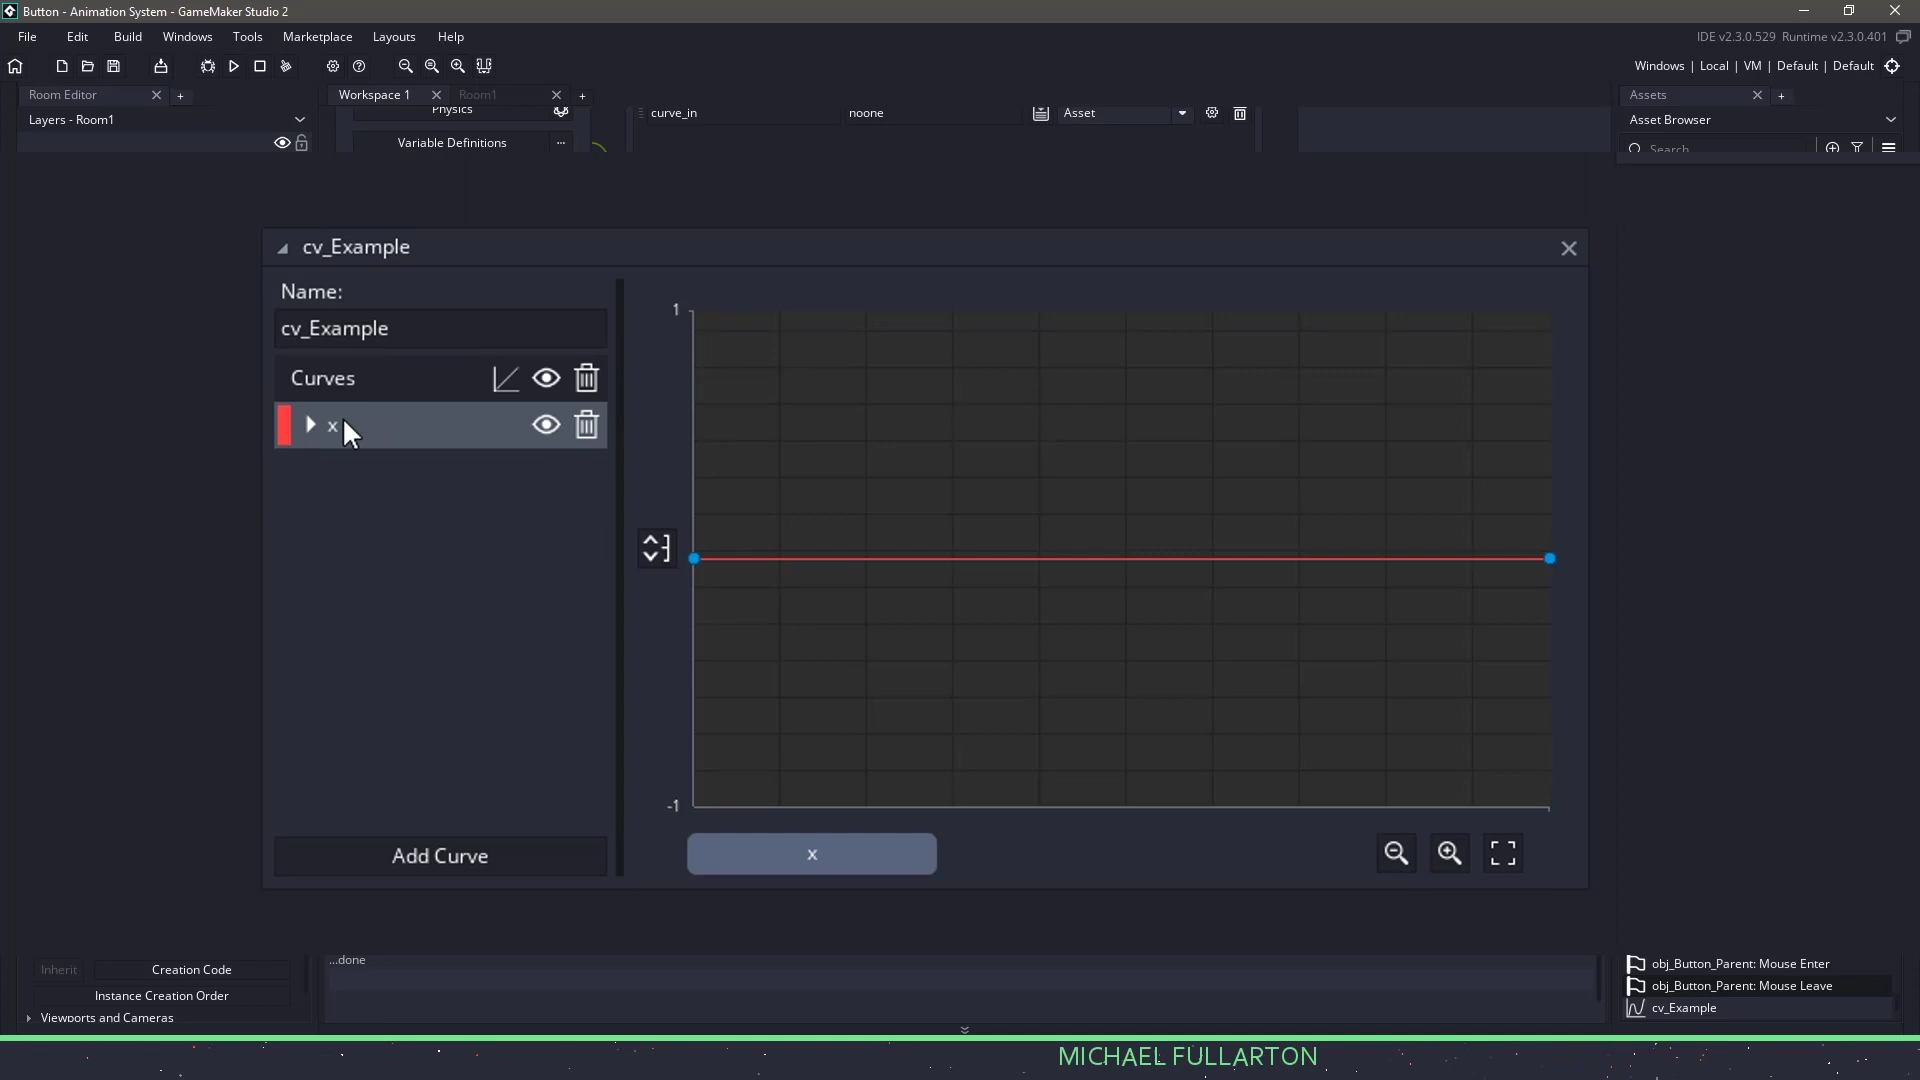 Button - Animation System - GameMaker Studio 2
File Edit Build Windows Tools Marketplace Layouts Help
IDE v2.3.0.529 Runtime v2.3.0.401
Windows | Local | VM | Default | Default
Room Editor
Workspace 1
Room1
Assets
Layers - Room1
Physics
curve_in
noone
Asset
Asset Browser
Variable Definitions
Search
cv_Example
Name:
cv_Example
Curves
x
1
-1
Add Curve
x
...done
Inherit
Creation Code
Instance Creation Order
Viewports and Cameras
obj_Button_Parent: Mouse Enter
obj_Button_Parent: Mouse Leave
cv_Example
MICHAEL FULLARTON